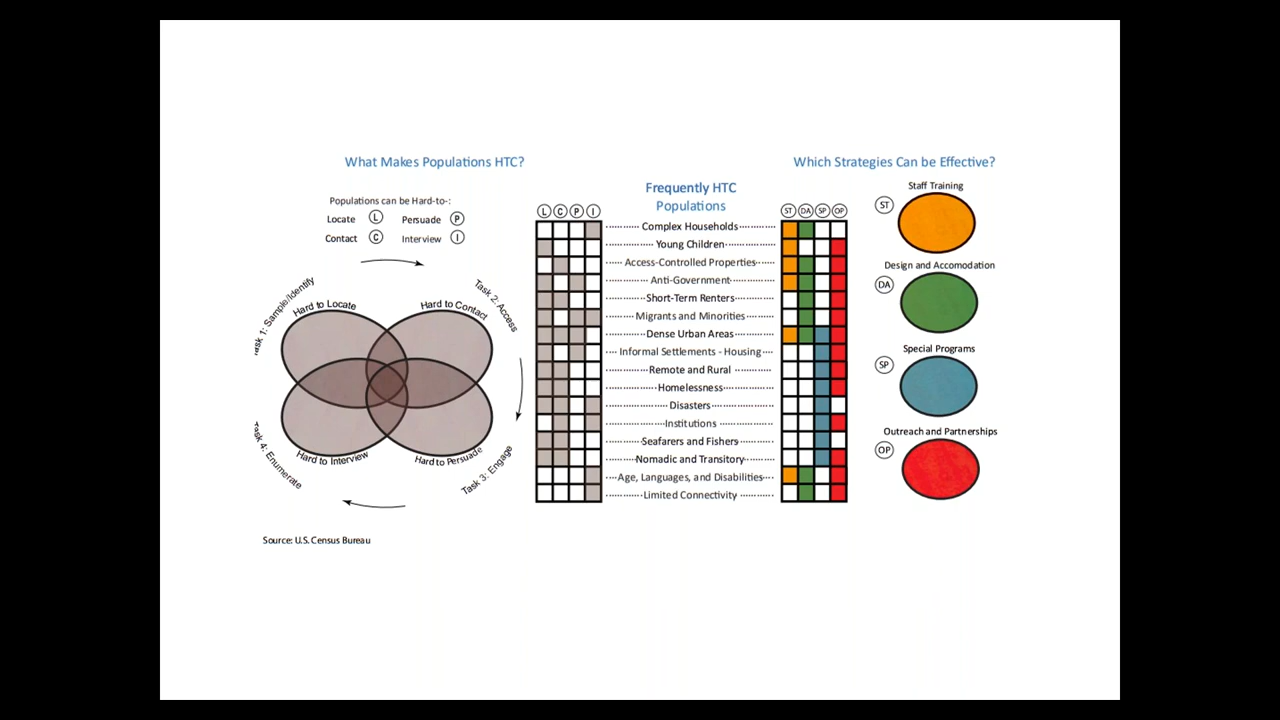 What Makes Populations HTC?
Which Strategies Can be Effective?
Populations can be Hard-to-:
Locate L Persuade P
Contact C Interview I
Task 1: Sample/Identify
Hard to Locate
Hard to Contact
Task 2: Access
Task 4: Enumerate
Hard to Interview
Hard to Persuade
Task 3: Engage
Source: U.S. Census Bureau
Frequently HTC
Populations
L C P I
ST DA SP OP
Complex Households
Young Children
Access-Controlled Properties
Anti-Government
Short-Term Renters
Migrants and Minorities
Dense Urban Areas
Informal Settlements - Housing
Remote and Rural
Homelessness
Disasters
Institutions
Seafarers and Fishers
Nomadic and Transitory
Age, Languages, and Disabilities
Limited Connectivity
Staff Training
ST
Design and Accomodation
DA
Special Programs
SP
Outreach and Partnerships
OP